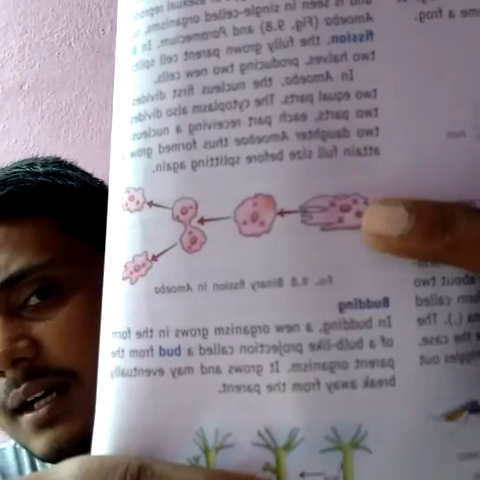 and is seen in single-celled organisms,
Amoeba (Fig. 9.8) and Paramecium. In
fission, the fully grown parent cell
two halves, producing two new cells.
In Amoeba, the nucleus first divides
two equal parts. The cytoplasm also divides
two parts, each part receiving a nucleus
two daughter Amoebae thus formed grow
attain full size before splitting again.
FIG. 9.8 Binary fission in Amoeba
Budding
In budding, a new organism grows in the form
of a bulb-like projection called a bud from the
parent organism. It grows and may eventually
break away from the parent.
a frog.
about two
called
The
the case,
out